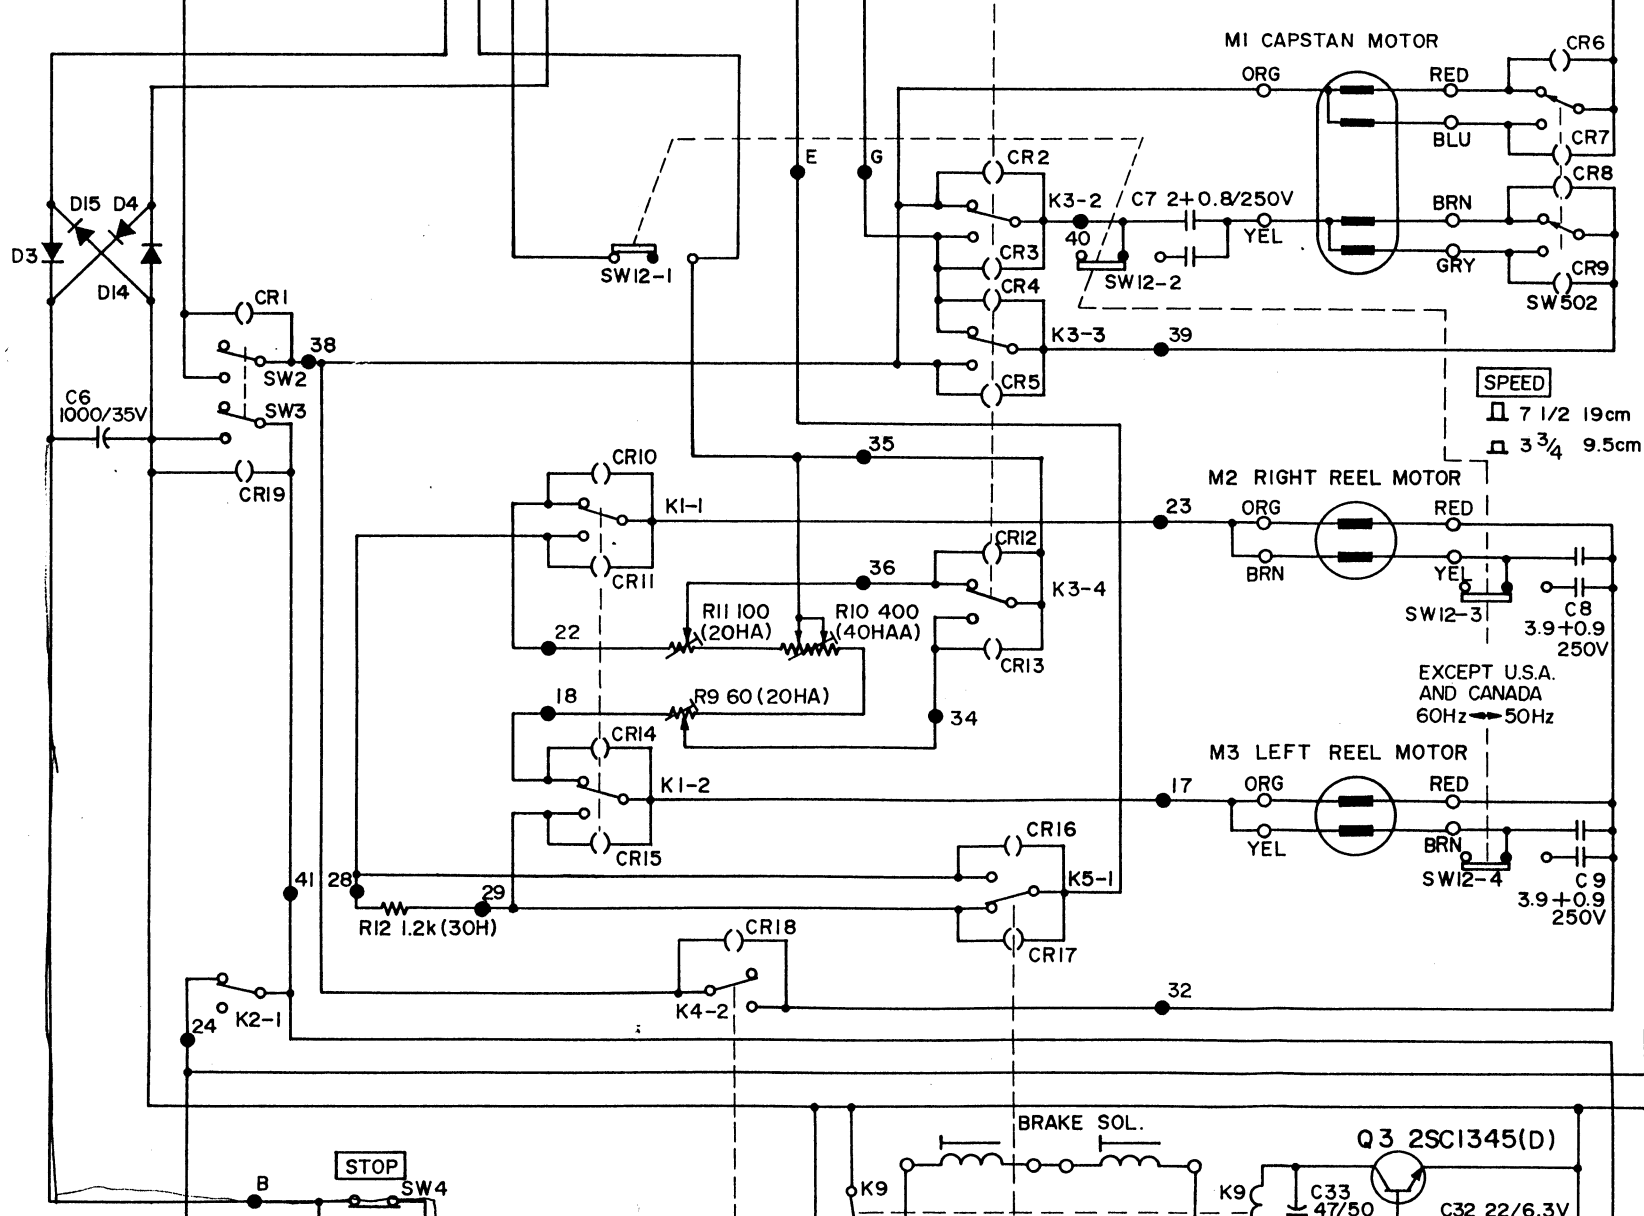 M1 CAPSTAN MOTOR
CR6
ORG
RED
BLU
CR7
E
G
CR2
CR8
K3-2
C7 2+0.8/250V
BRN
D15 D4
40
YEL
D3
SW12-1
CR3
SW12-2
GRY
CR9
CR4
SW502
D14
CR1
38
K3-3
39
SW2
CR5
SPEED
C6
1000/35V
SW3
7 1/2 19cm
3 3/4 9.5cm
35
CR10
M2 RIGHT REEL MOTOR
CR19
K1-1
23
ORG
RED
CR12
36
CR11
BRN
YEL
K3-4
R11 100
(20HA)
R10 400
(40HAA)
SW12-3
C8
3.9+0.9
250V
22
CR13
EXCEPT U.S.A.
AND CANADA
60Hz↔50Hz
18
R9 60 (20HA)
34
CR14
M3 LEFT REEL MOTOR
K1-2
17
ORG
RED
CR16
YEL
BRN
CR15
41
28
29
K5-1
SW12-4
C9
3.9+0.9
250V
R12 1.2k (30H)
CR18
CR17
K2-1
K4-2
32
24
BRAKE SOL.
Q3 2SC1345(D)
STOP
B
SW4
K9
K9
C33
47/50
C32 22/6.3V